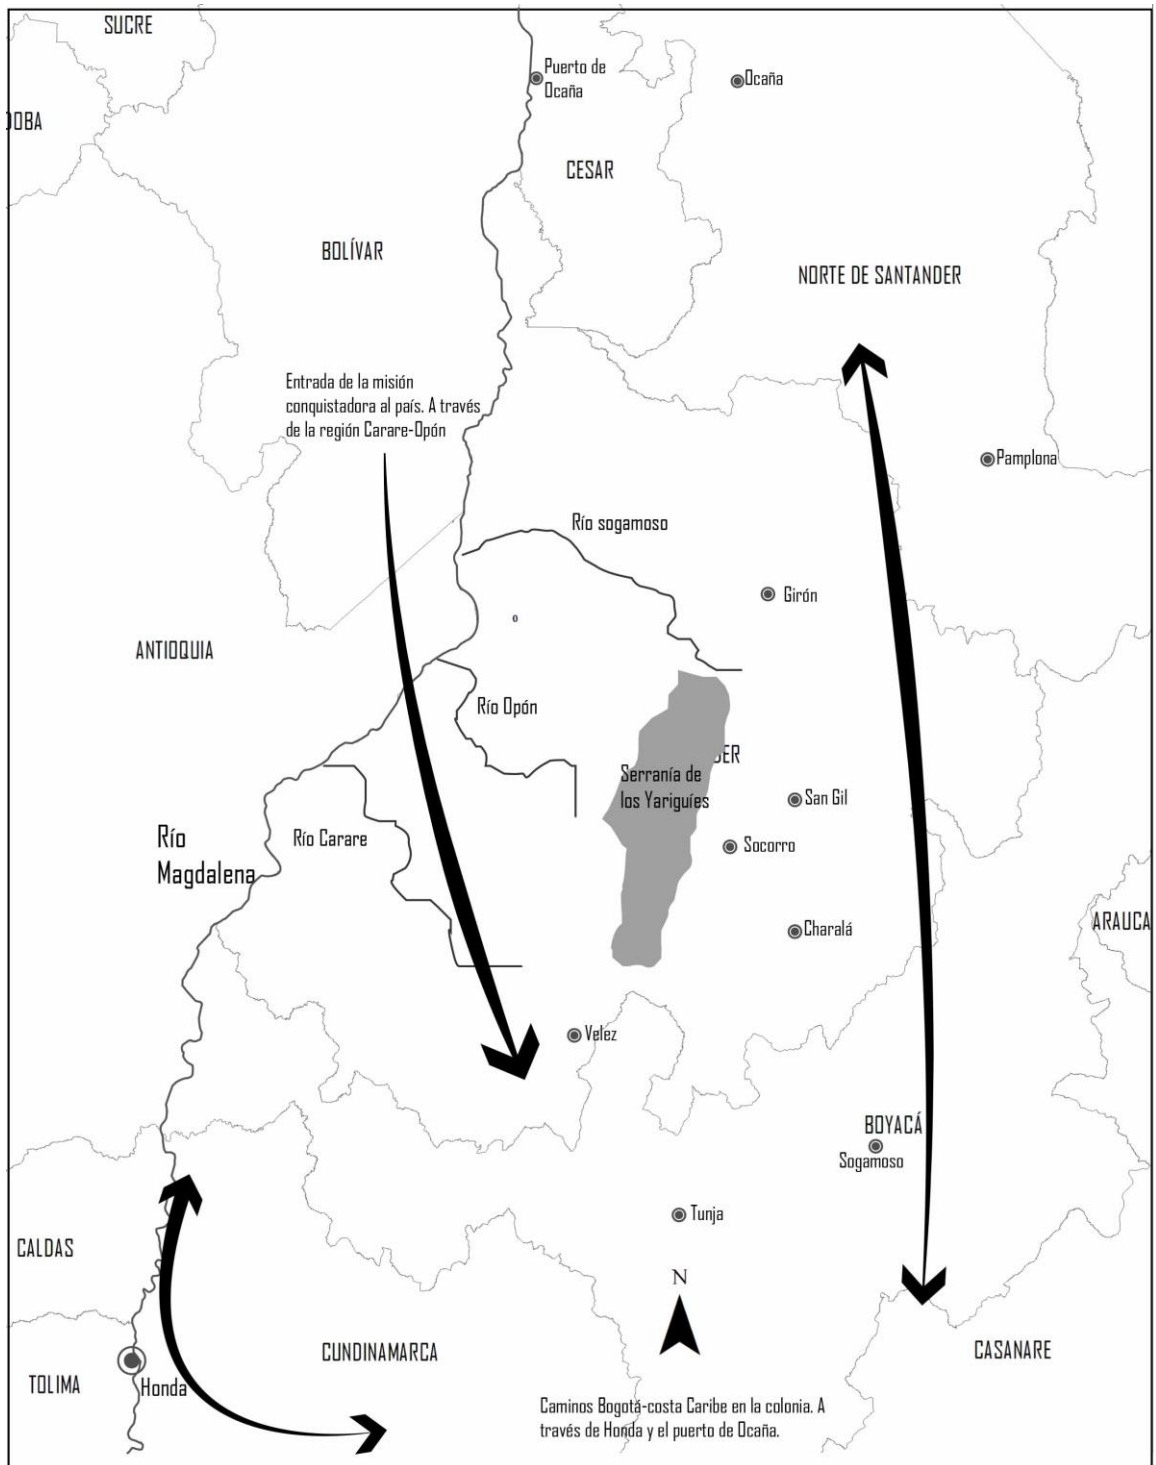 SUCRE
Puerto de
Ocaña
Ocaña
DOBA
CESAR
BOLÍVAR
NORTE DE SANTANDER
Entrada de la misión
conquistadora al país. A través
de la región Carare-Opón
Pamplona
Río sogamoso
Girón
o
ANTIOQUIA
Río Opón
DER
Serranía de
los Yariguíes
San Gil
Río Carare
Socorro
Río
Magdalena
Charalá
ARAUCA
Velez
BOYACÁ
Sogamoso
Tunja
CALDAS
N
CUNDINAMARCA
CASANARE
TOLIMA
Honda
Caminos Bogotá-costa Caribe en la colonia. A
través de Honda y el puerto de Ocaña.